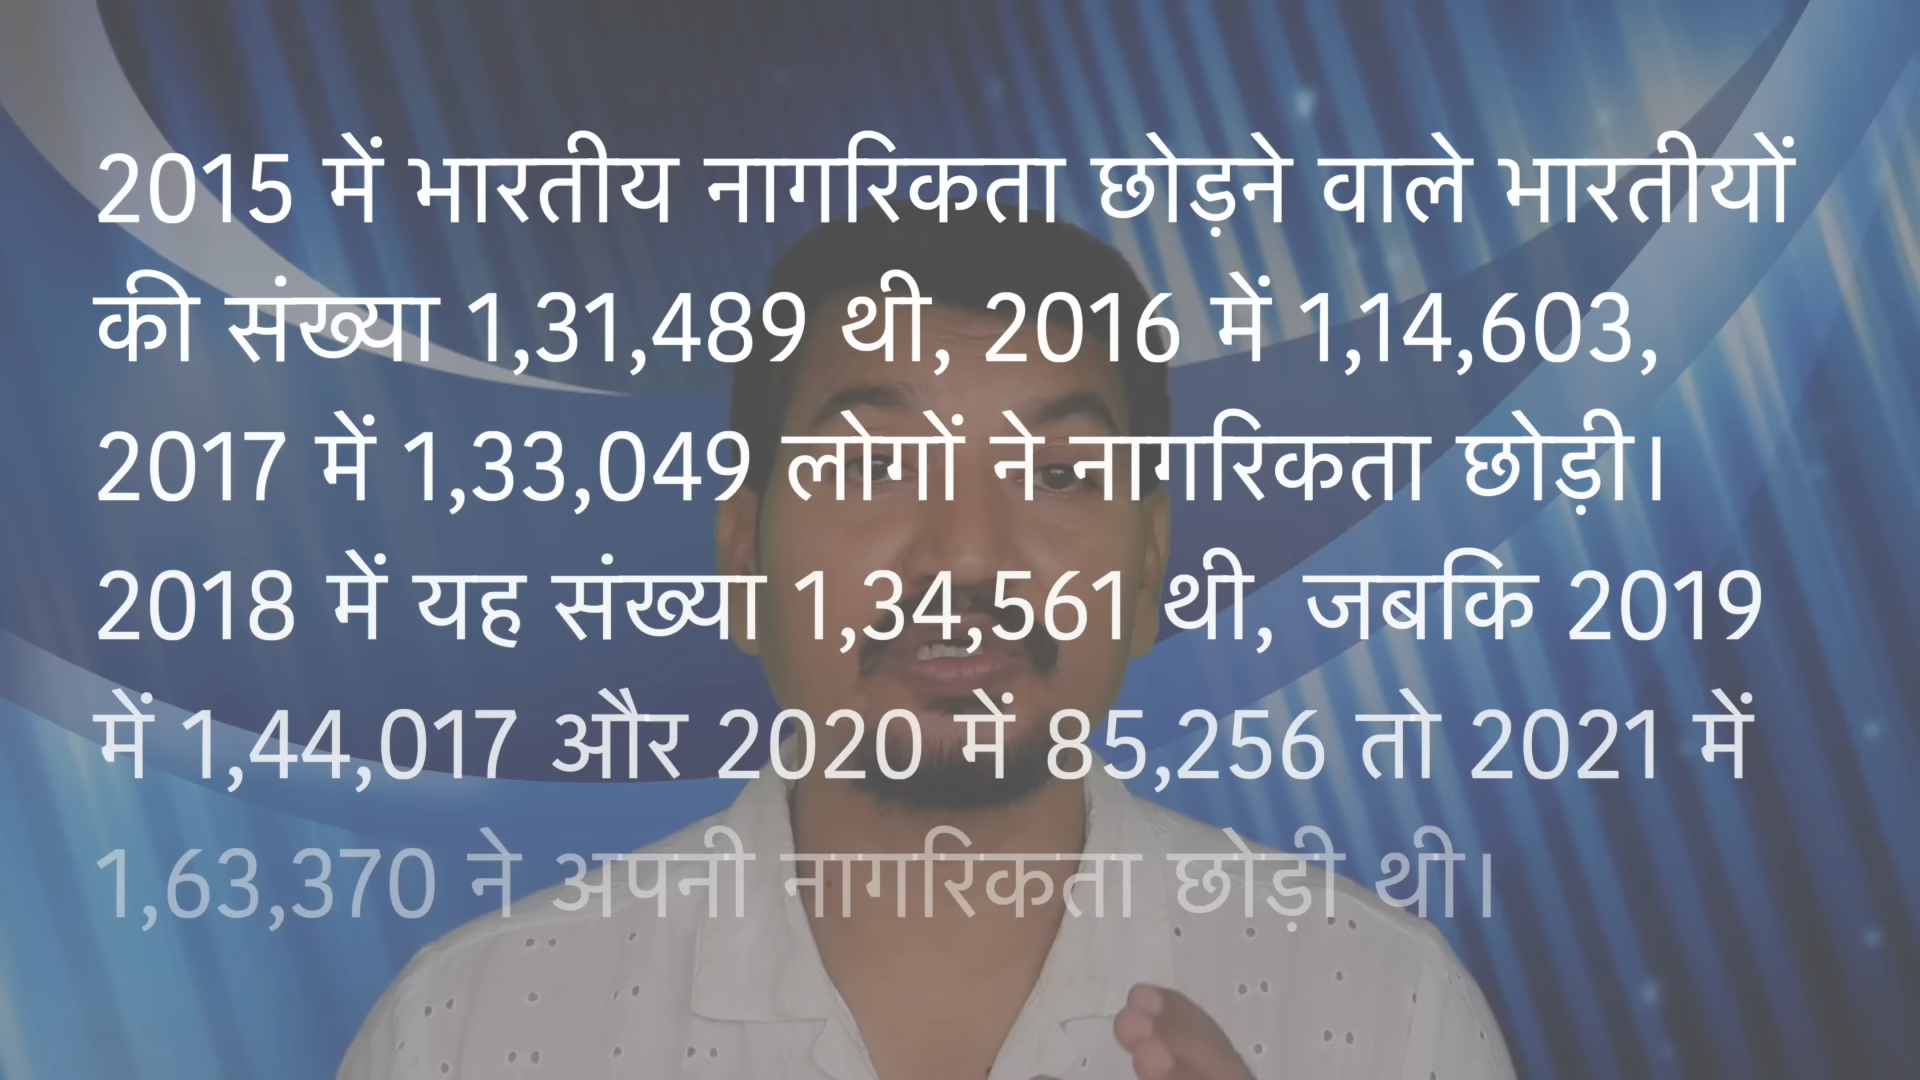 2015 में भारतीय नागरिकता छोड़ने वाले भारतीयों
की संख्या 1,31,489 थी, 2016 में 1,14,603,
2017 में 1,33,049 लोगों ने नागरिकता छोड़ी।
2018 में यह संख्या 1,34,561 थी, जबकि 2019
में 1,44,017 और 2020 में 85,256 तो 2021 में
1,63,370 ने अपनी नागरिकता छोड़ी थी।